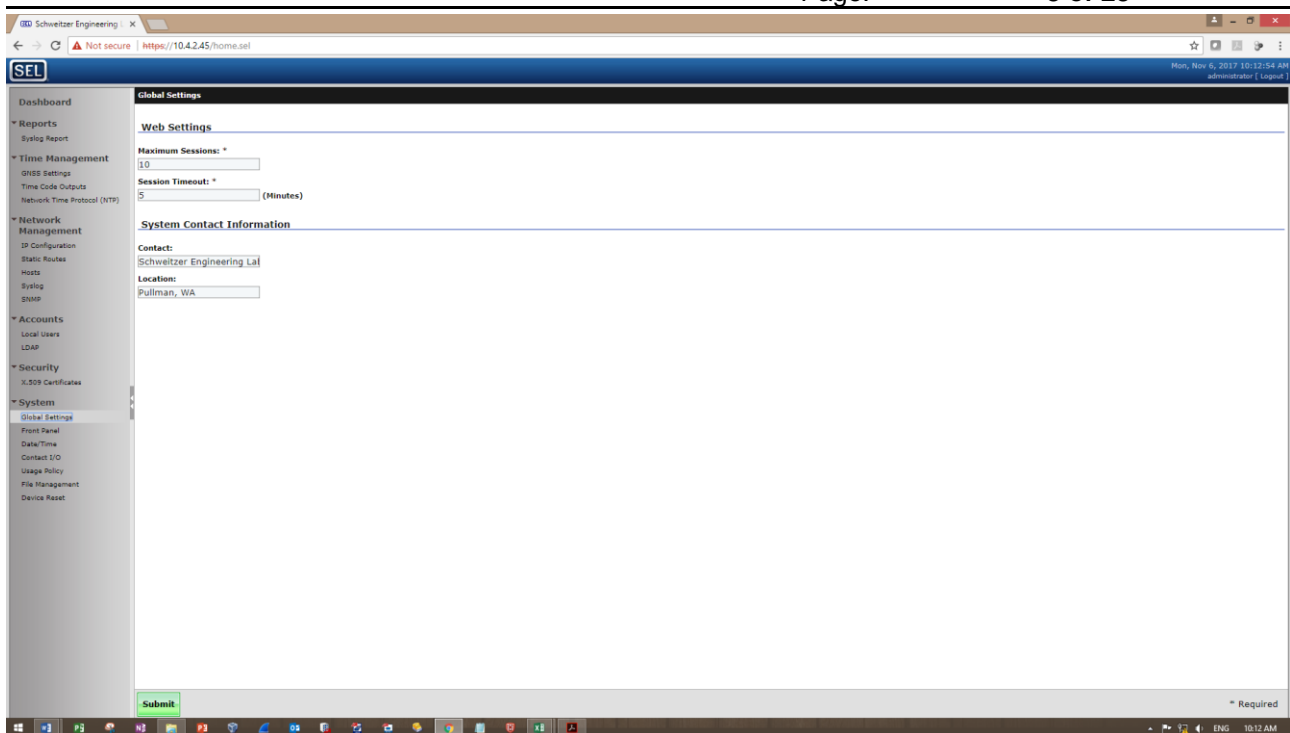 Schweitzer Engineering L
Not secure | https://10.4.2.45/home.sel
SEL
Mon, Nov 6, 2017 10:12:54 AM
administrator [ Logout ]
Dashboard
Reports
Syslog Report
Time Management
GNSS Settings
Time Code Outputs
Network Time Protocol (NTP)
Network
Management
IP Configuration
Static Routes
Hosts
Syslog
SNMP
Accounts
Local Users
LDAP
Security
X.509 Certificates
System
Global Settings
Front Panel
Date/Time
Contact I/O
Usage Policy
File Management
Device Reset
Global Settings
Web Settings
Maximum Sessions: *
10
Session Timeout: *
5 (Minutes)
System Contact Information
Contact:
Schweitzer Engineering Lal
Location:
Pullman, WA
Submit
* Required
ENG 10:12 AM